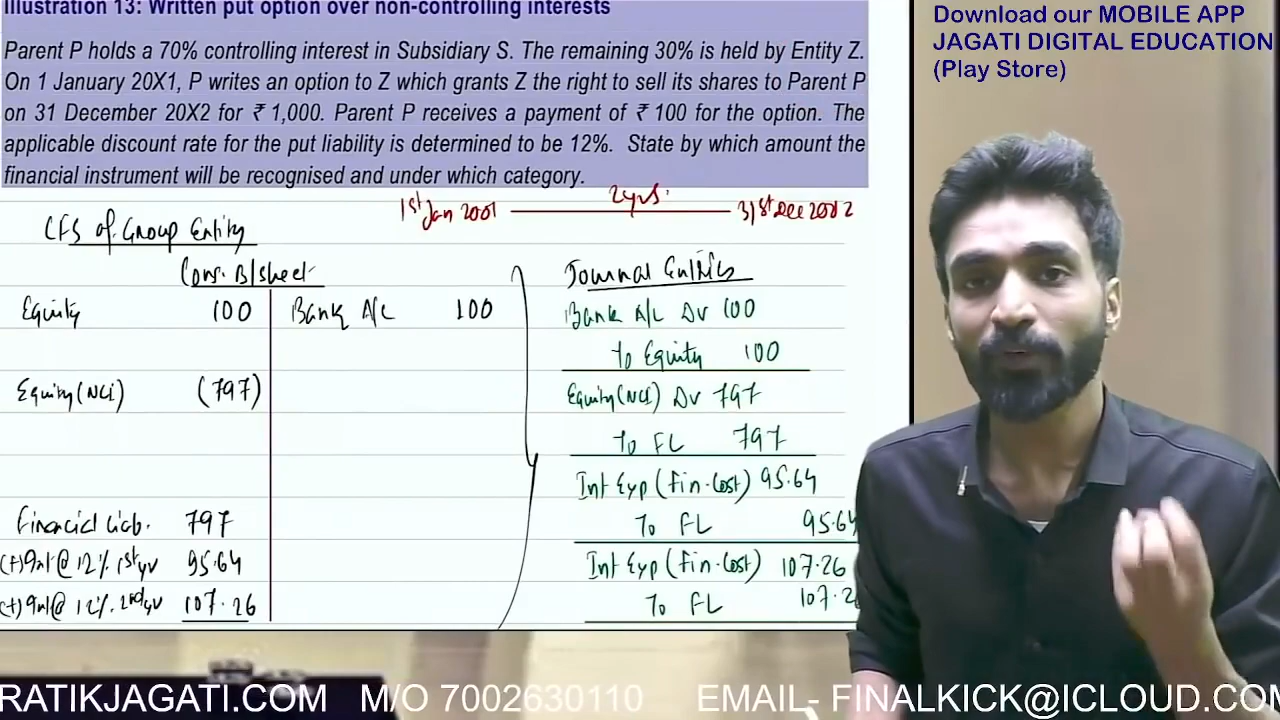 Illustration 13: Written put option over non-controlling interests
Parent P holds a 70% controlling interest in Subsidiary S. The remaining 30% is held by Entity Z.
On 1 January 20X1, P writes an option to Z which grants Z the right to sell its shares to Parent P
on 31 December 20X2 for ₹ 1,000. Parent P receives a payment of ₹ 100 for the option. The
applicable discount rate for the put liability is determined to be 12%. State by which amount the
financial instrument will be recognised and under which category.
Download our MOBILE APP
JAGATI DIGITAL EDUCATION
(Play Store)
1st Jan 2001 2yrs. 31st Dec 2002
CFS of Group Entity
Cons. B/sheet
Equity 100 Bank A/c 100
Equity (NCI) (797)
Financial Liab. 797
(+) Int @ 12% 1st yr 95.64
(+) Int @ 12% 2nd yr 107.26
Journal Entries
Bank A/c Dr 100
To Equity 100
Equity (NCI) Dr 797
To FL 797
Int Exp (Fin. Cost) 95.64
To FL 95.64
Int Exp (Fin. Cost) 107.26
To FL 107.2
RATIKJAGATI.COM M/O 7002630110 EMAIL- FINALKICK@ICLOUD.CO